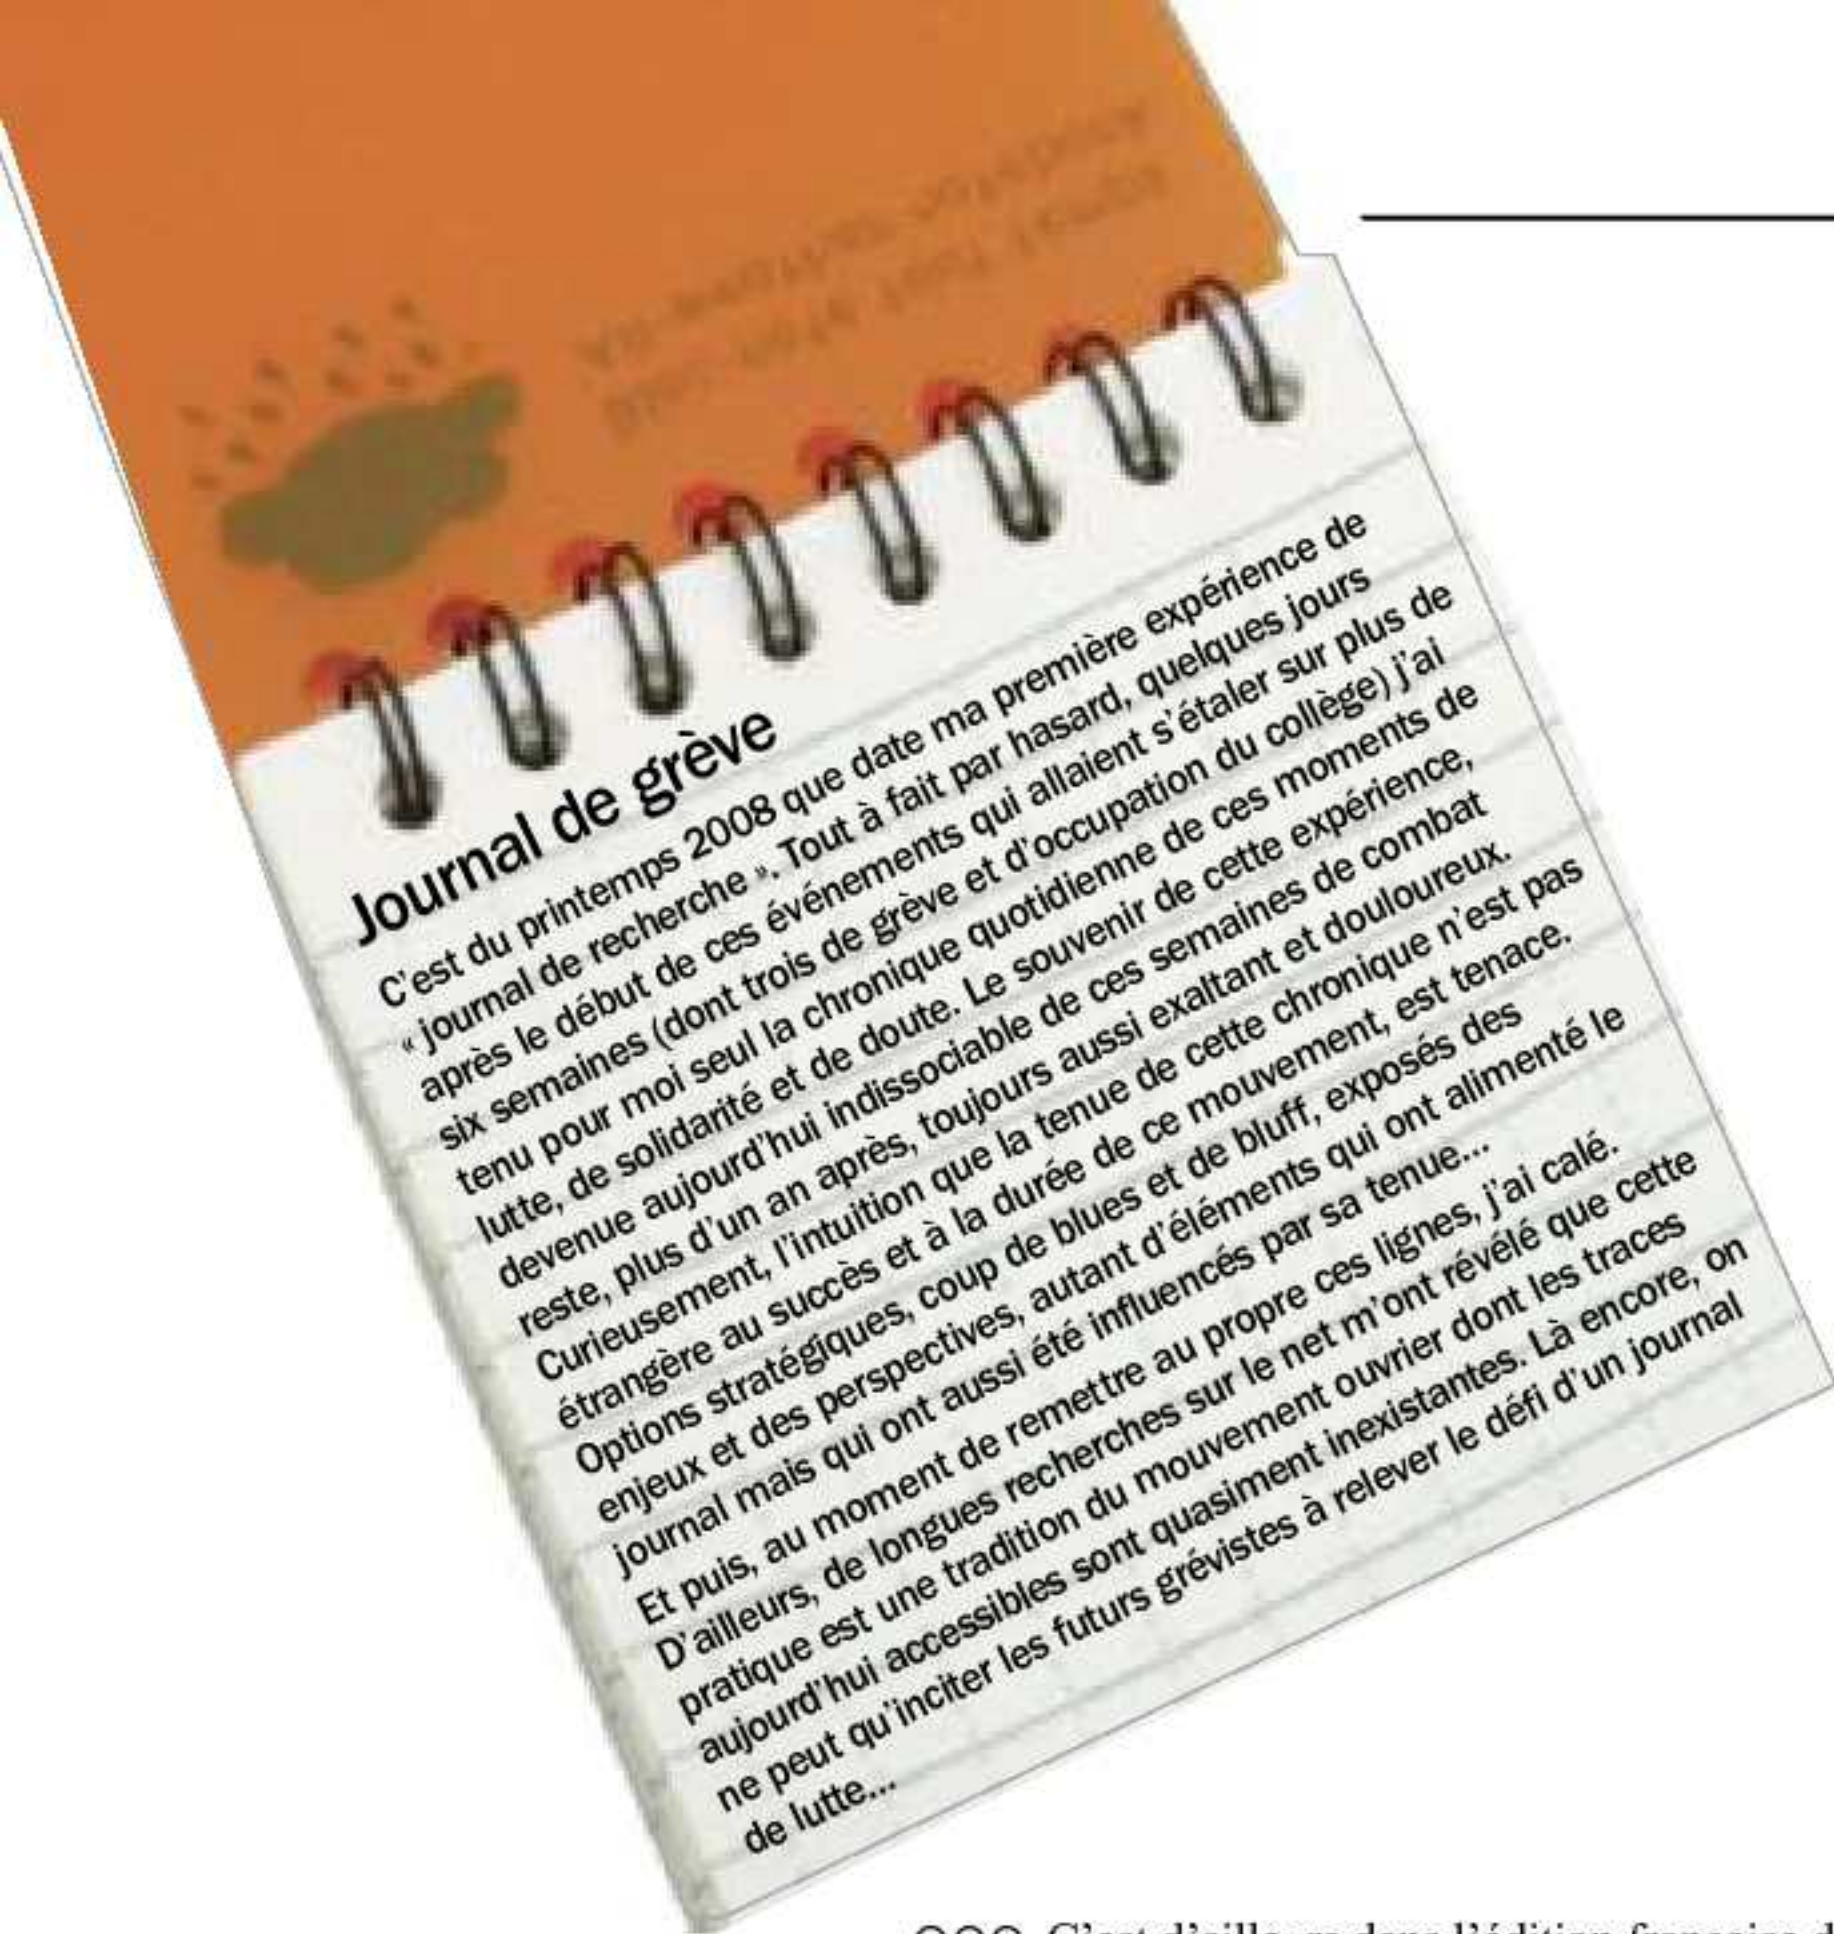 Journal de grève
C'est du printemps 2008 que date ma première expérience de
« journal de recherche ». Tout à fait par hasard, quelques jours
après le début de ces événements qui allaient s'étaler sur plus de
six semaines (dont trois de grève et d'occupation du collège) j'ai
tenu pour moi seul la chronique quotidienne de ces moments de
lutte, de solidarité et de doute. Le souvenir de cette expérience,
devenue aujourd'hui indissociable de ces semaines de combat
reste, plus d'un an après, toujours aussi exaltant et douloureux.
Curieusement, l'intuition que la tenue de cette chronique n'est pas
étrangère au succès et à la durée de ce mouvement, est tenace.
Options stratégiques, coup de blues et de bluff, exposés des
enjeux et des perspectives, autant d'éléments qui ont alimenté le
journal mais qui ont aussi été influencés par sa tenue...
Et puis, au moment de remettre au propre ces lignes, j'ai calé.
D'ailleurs, de longues recherches sur le net m'ont révélé que cette
pratique est une tradition du mouvement ouvrier dont les traces
aujourd'hui accessibles sont quasiment inexistantes. Là encore, on
ne peut qu'inciter les futurs grévistes à relever le défi d'un journal
de lutte...
C'est d'ailleurs dans l'édition française